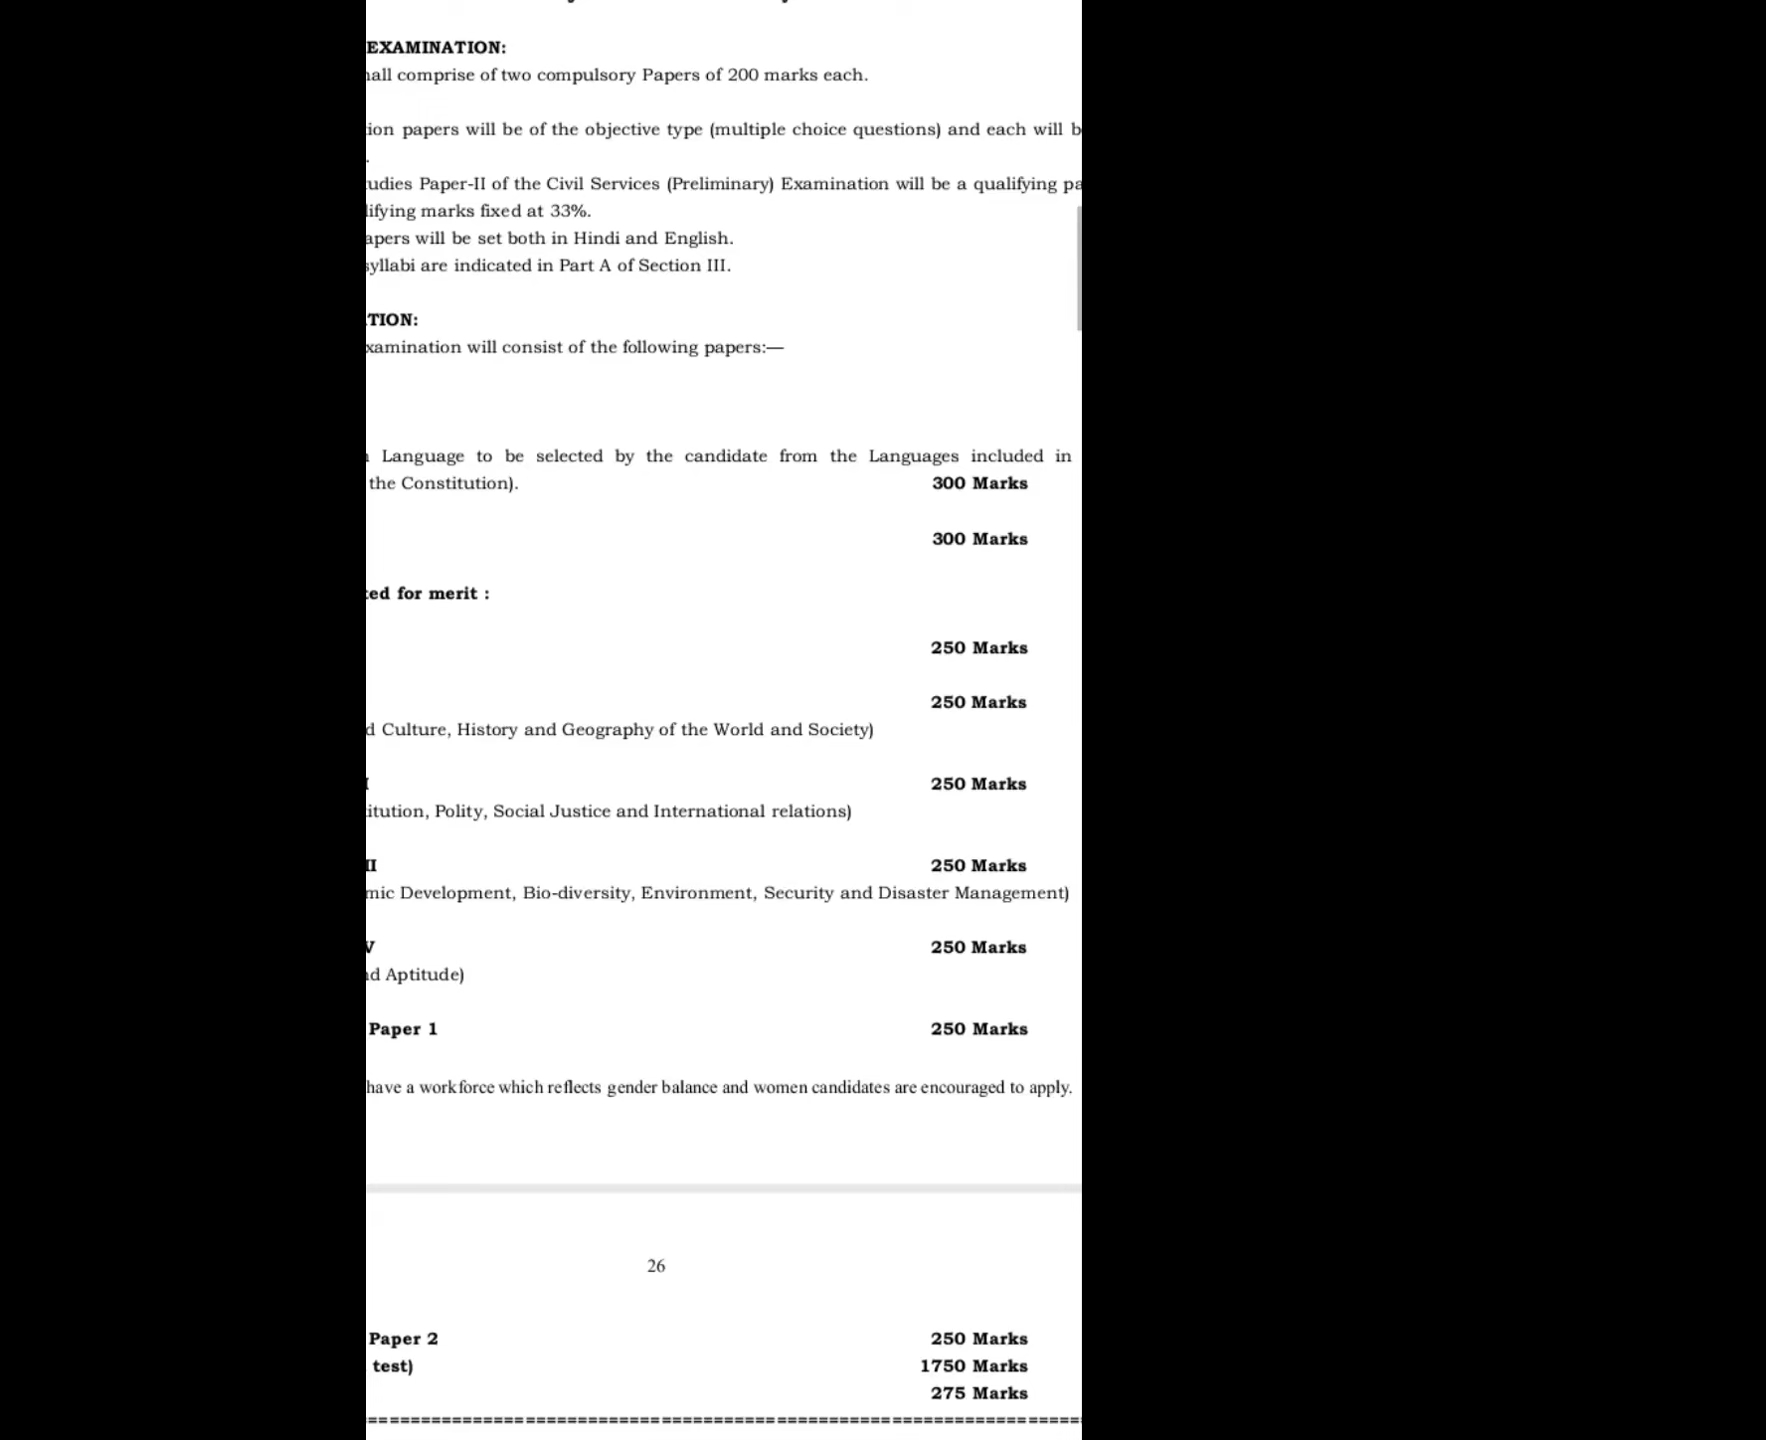 EXAMINATION:
hall comprise of two compulsory Papers of 200 marks each.
ion papers will be of the objective type (multiple choice questions) and each will b
.
tudies Paper-II of the Civil Services (Preliminary) Examination will be a qualifying pa
lifying marks fixed at 33%.
apers will be set both in Hindi and English.
syllabi are indicated in Part A of Section III.
TION:
xamination will consist of the following papers:—
Language to be selected by the candidate from the Languages included in
the Constitution). 300 Marks
300 Marks
ted for merit :
250 Marks
250 Marks
d Culture, History and Geography of the World and Society)
I 250 Marks
itution, Polity, Social Justice and International relations)
II 250 Marks
mic Development, Bio-diversity, Environment, Security and Disaster Management)
V 250 Marks
nd Aptitude)
Paper 1 250 Marks
have a workforce which reflects gender balance and women candidates are encouraged to apply.
26
Paper 2 250 Marks
test) 1750 Marks
275 Marks